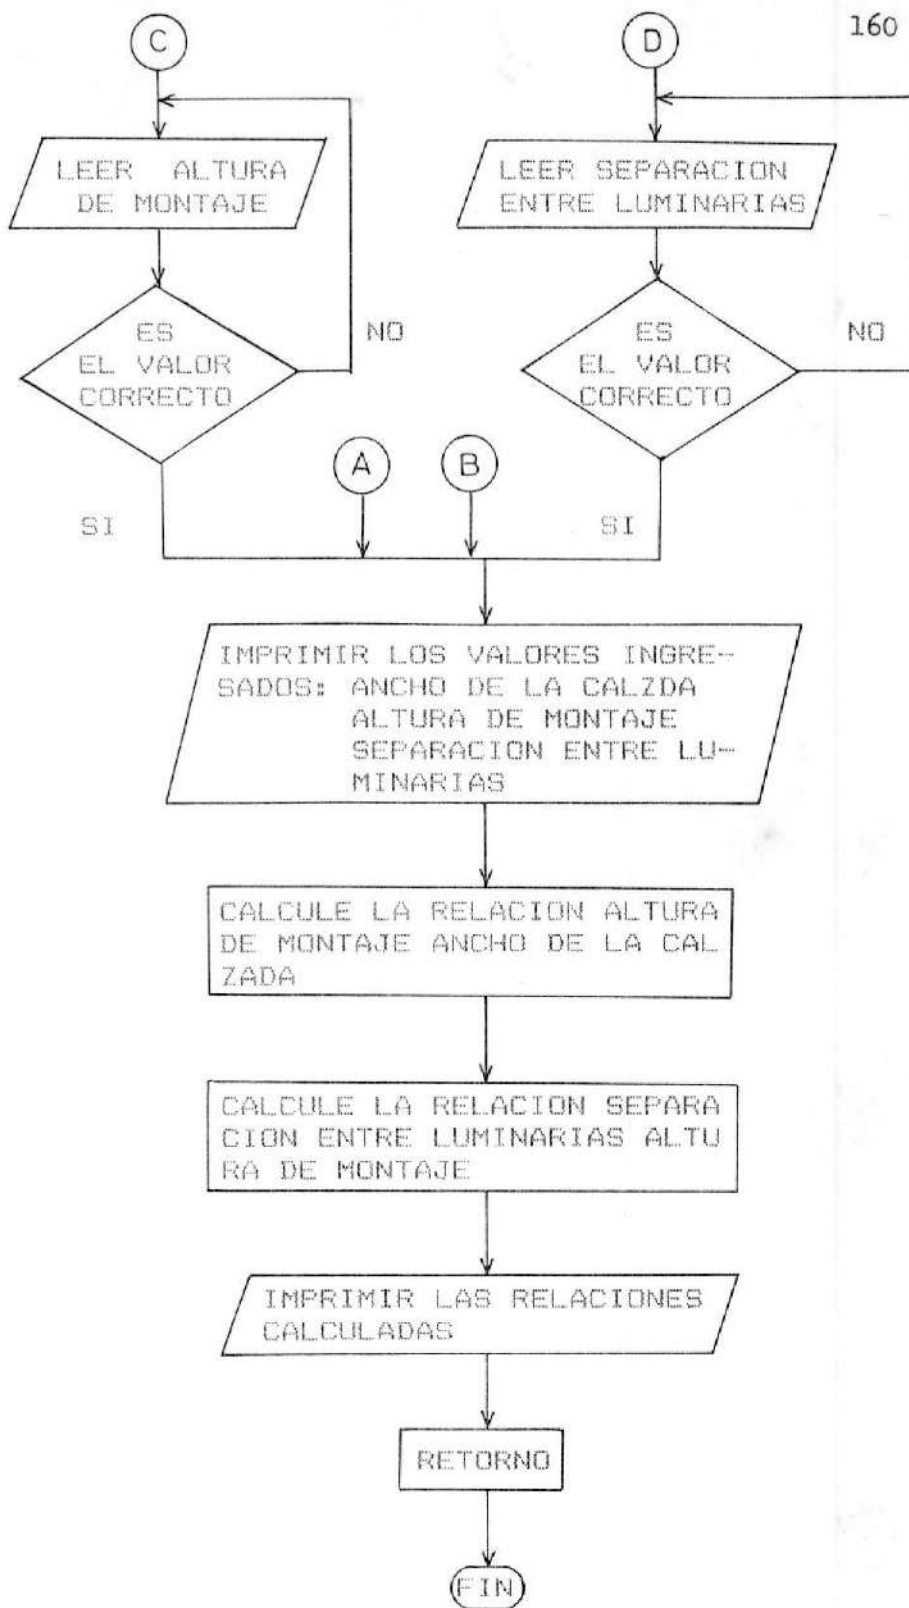 160
C
LEER ALTURA
DE MONTAJE
ES
EL VALOR
CORRECTO
NO
SI
D
LEER SEPARACION
ENTRE LUMINARIAS
ES
EL VALOR
CORRECTO
NO
SI
A
B
IMPRIMIR LOS VALORES INGRE-
SADOS: ANCHO DE LA CALZDA
ALTURA DE MONTAJE
SEPARACION ENTRE LU-
MINARIAS
CALCULE LA RELACION ALTURA
DE MONTAJE ANCHO DE LA CAL
ZADA
CALCULE LA RELACION SEPARA
CION ENTRE LUMINARIAS ALTU
RA DE MONTAJE
IMPRIMIR LAS RELACIONES
CALCULADAS
RETORNO
FIN